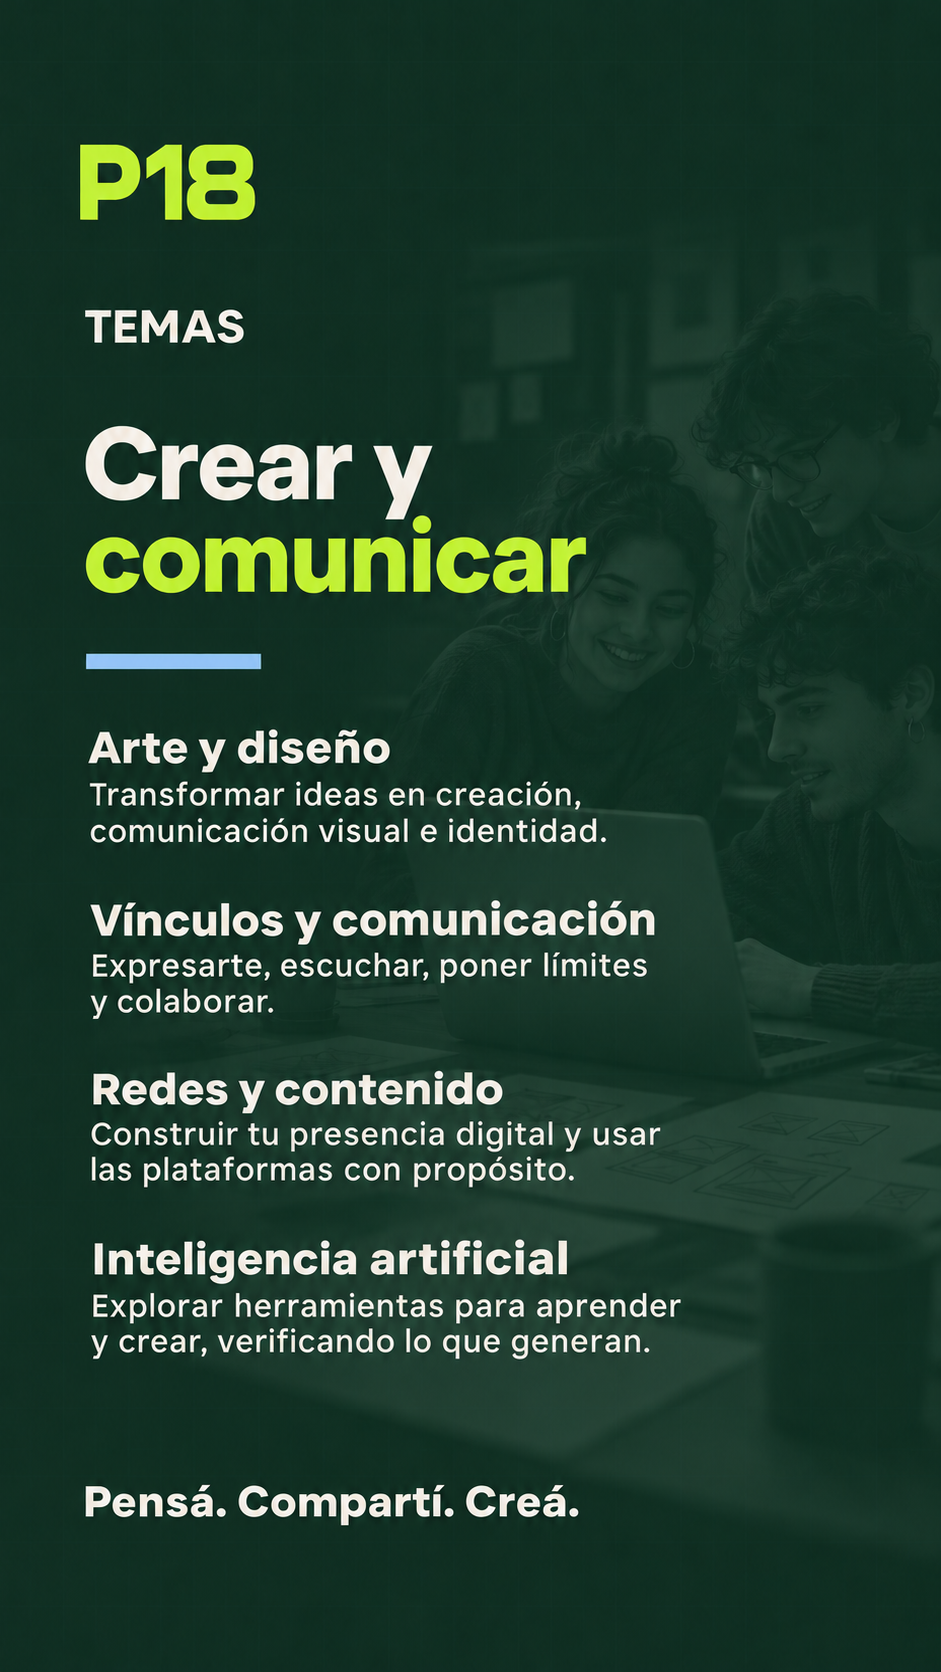 P18
TEMAS
Crear y
comunicar
Arte y diseño
Transformar ideas en creación,
comunicación visual e identidad.
Vínculos y comunicación
Expresarte, escuchar, poner límites
y colaborar.
Redes y contenido
Construir tu presencia digital y usar
las plataformas con propósito.
Inteligencia artificial
Explorar herramientas para aprender
y crear, verificando lo que generan.
Pensá. Compartí. Creá.